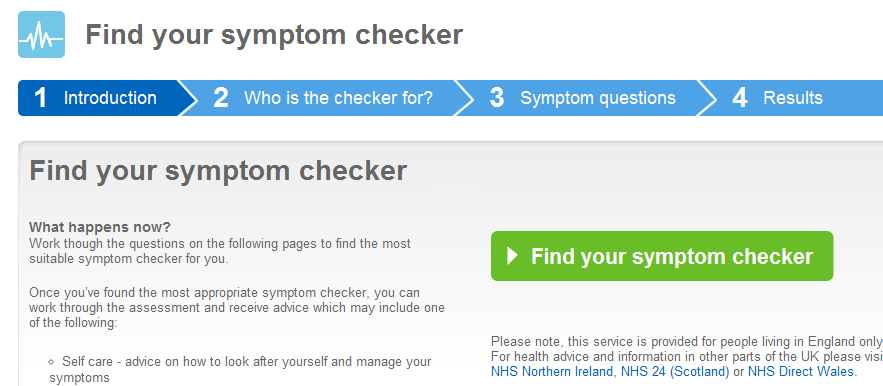 Find your symptom checker
1 Introduction 2 Who is the checker for? 3 Symptom questions 4 Results
Find your symptom checker
What happens now?
Work though the questions on the following pages to find the most
suitable symptom checker for you.
Once you've found the most appropriate symptom checker, you can
work through the assessment and receive advice which may include one
of the following:
Self care - advice on how to look after yourself and manage your
symptoms
Find your symptom checker
Please note, this service is provided for people living in England only
For health advice and information in other parts of the UK please visi
NHS Northern Ireland, NHS 24 (Scotland) or NHS Direct Wales.